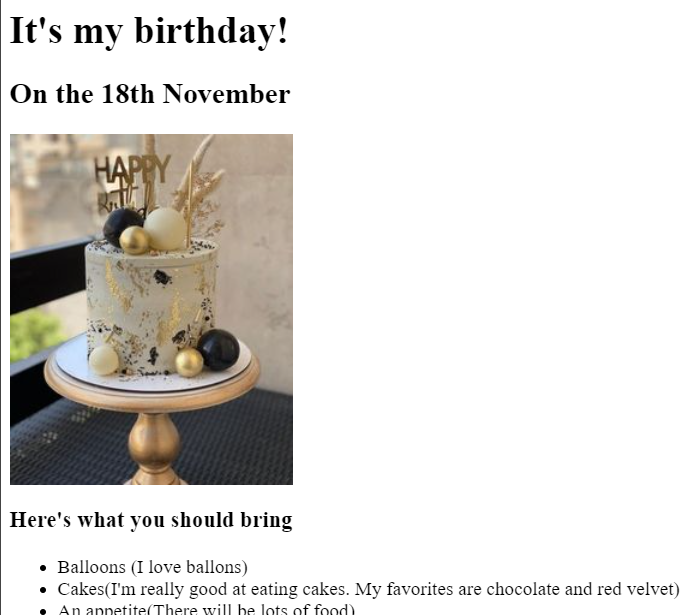 It's my birthday!
On the 18th November
HAPPY
Here's what you should bring
Balloons (I love ballons)
Cakes(I'm really good at eating cakes. My favorites are chocolate and red velvet)
An appetite(There will be lots of food)